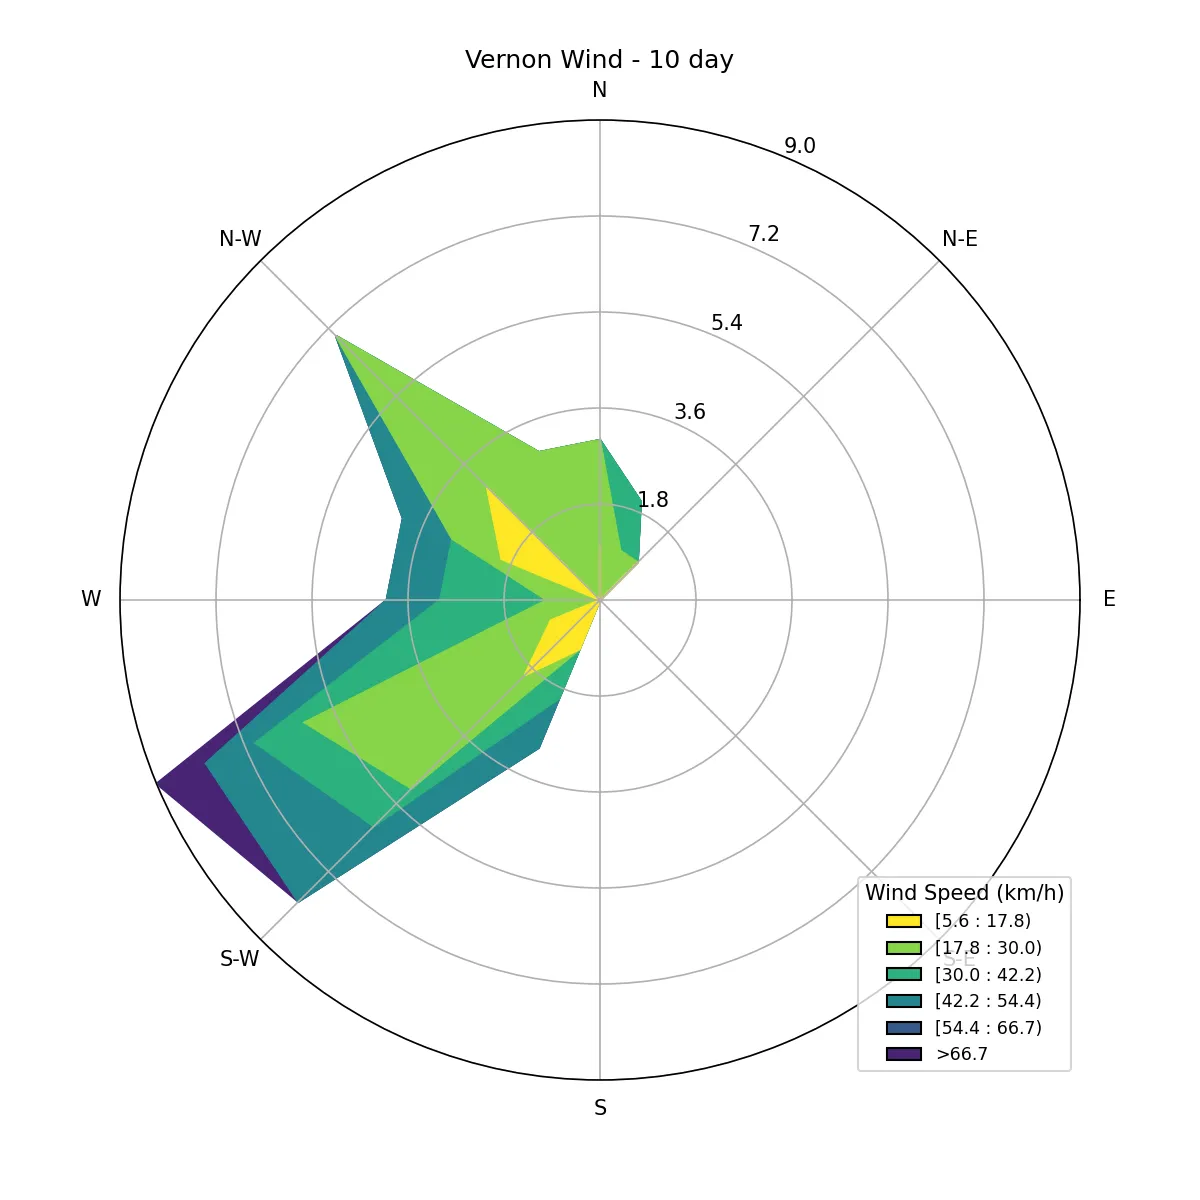 Vernon Wind - 10 day
N
9.0
N-W
N-E
7.2
5.4
3.6
1.8
W
E
S-W
S-E
Wind Speed (km/h)
[5.6 : 17.8)
[17.8 : 30.0)
[30.0 : 42.2)
[42.2 : 54.4)
[54.4 : 66.7)
>66.7
S